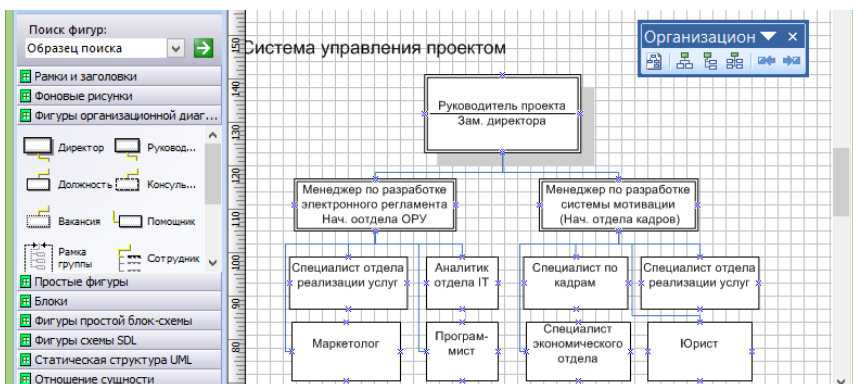 Поиск фигур:
Образец поиска
Рамки и заголовки
Фоновые рисунки
Фигуры организационной диаг...
Директор
Руковод...
Должность
Консуль...
Вакансия
Помощник
Рамка
группы
Сотрудник
Простые фигуры
Блоки
Фигуры простой блок-схемы
Фигуры схемы SDL
Статическая структура UML
Отношение сущности
150
140
130
120
110
100
90
80
Система управления проектом
Организацион
Руководитель проекта
Зам. директора
Менеджер по разработке
электронного регламента
Нач. оотдела ОРУ
Менеджер по разработке
системы мотивации
(Нач. отдела кадров)
Специалист отдела
реализации услуг
Аналитик
отдела IT
Специалист по
кадрам
Специалист отдела
реализации услуг
Маркетолог
Програм-
мист
Специалист
экономического
отдела
Юрист